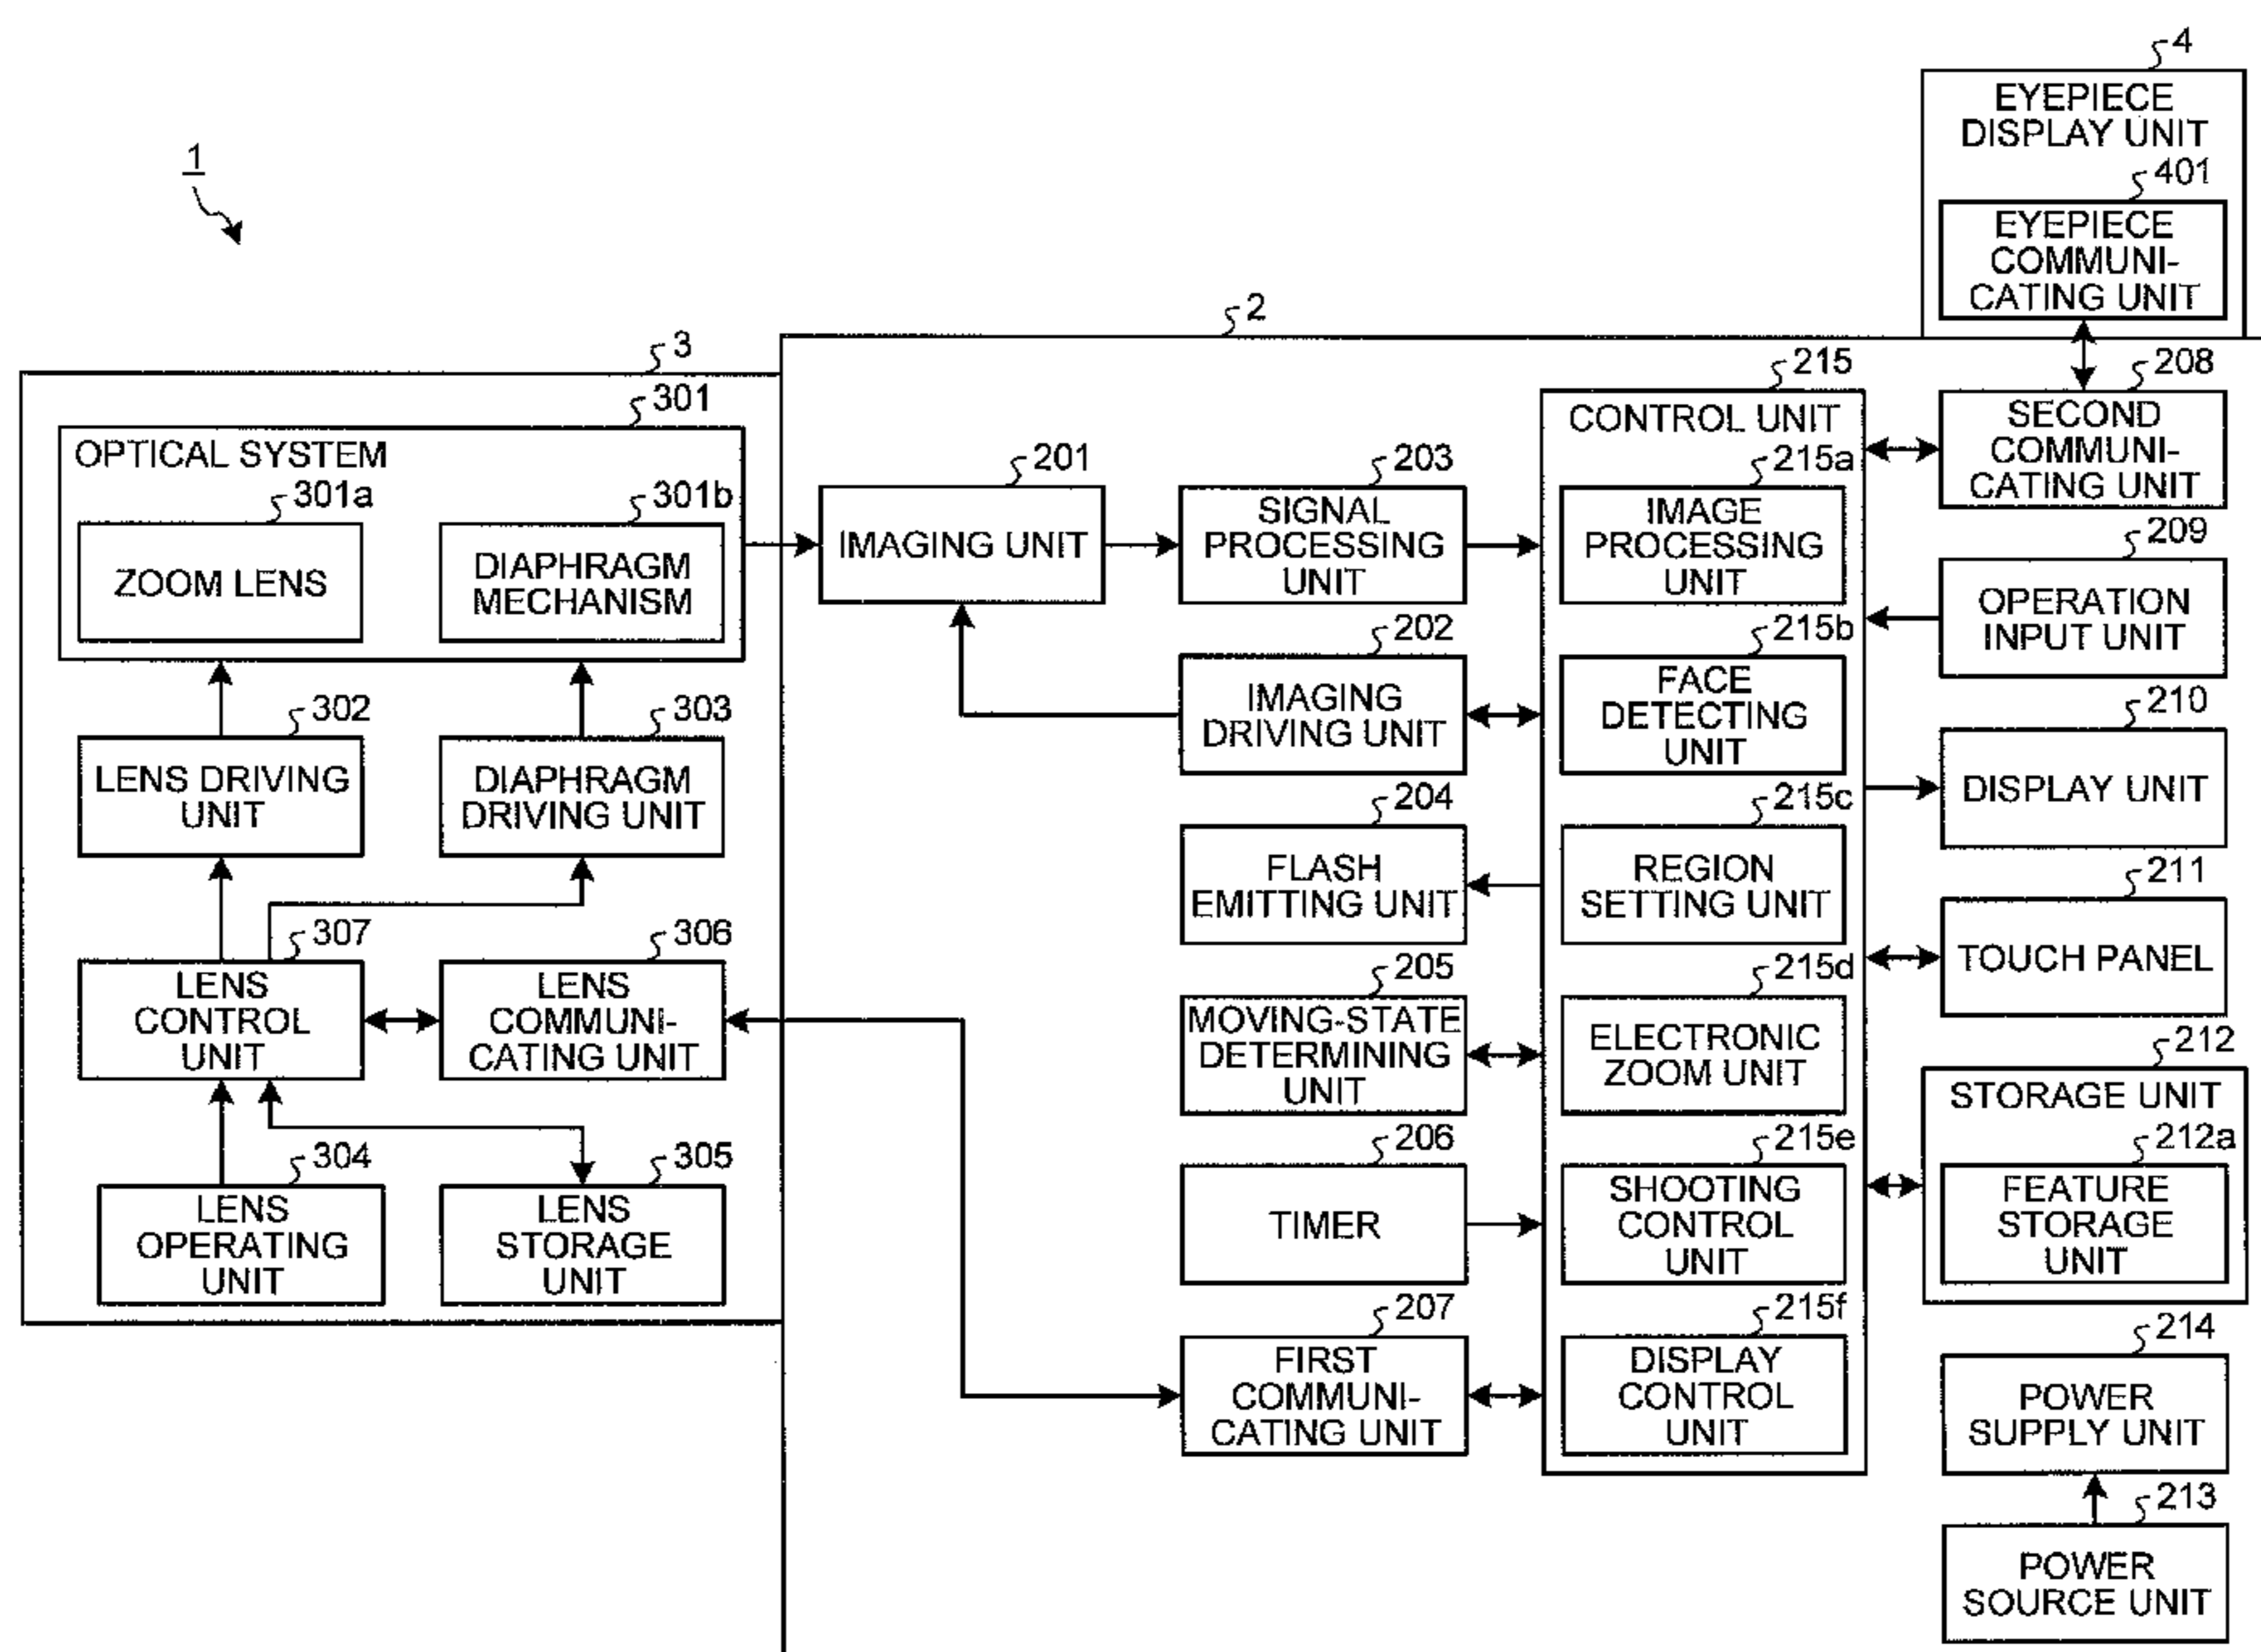 4
EYEPIECE
DISPLAY UNIT
401
EYEPIECE
COMMUNI-
CATING UNIT
1
2
3
301
OPTICAL SYSTEM
301a
ZOOM LENS
301b
DIAPHRAGM
MECHANISM
302
LENS DRIVING
UNIT
303
DIAPHRAGM
DRIVING UNIT
307
LENS
CONTROL
UNIT
306
LENS
COMMUNI-
CATING UNIT
304
LENS
OPERATING
UNIT
305
LENS
STORAGE
UNIT
201
IMAGING UNIT
203
SIGNAL
PROCESSING
UNIT
202
IMAGING
DRIVING UNIT
204
FLASH
EMITTING UNIT
205
MOVING-STATE
DETERMINING
UNIT
206
TIMER
207
FIRST
COMMUNI-
CATING UNIT
215
CONTROL UNIT
215a
IMAGE
PROCESSING
UNIT
215b
FACE
DETECTING
UNIT
215c
REGION
SETTING UNIT
215d
ELECTRONIC
ZOOM UNIT
215e
SHOOTING
CONTROL
UNIT
215f
DISPLAY
CONTROL
UNIT
208
SECOND
COMMUNI-
CATING UNIT
209
OPERATION
INPUT UNIT
210
DISPLAY UNIT
211
TOUCH PANEL
212
STORAGE UNIT
212a
FEATURE
STORAGE
UNIT
214
POWER
SUPPLY UNIT
213
POWER
SOURCE UNIT